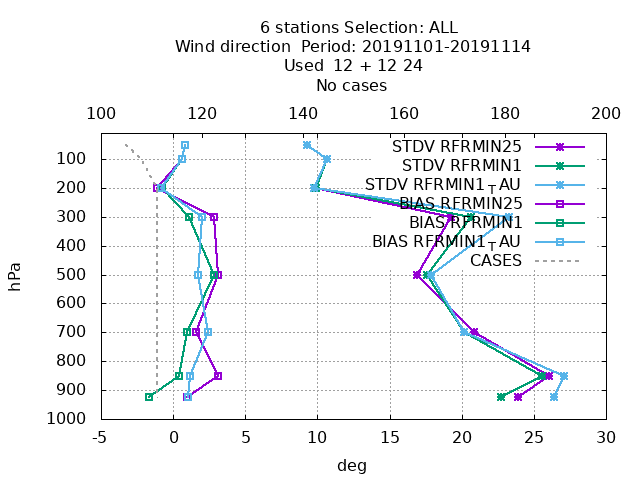 6 stations Selection: ALL
Wind direction  Period: 20191101-20191114
Used  12 + 12 24
No cases
100 120 140 160 180 200
STDV RFRMIN25
STDV RFRMIN1
STDV RFRMIN1TAU
BIAS RFRMIN25
BIAS RFRMIN1
BIAS RFRMIN1TAU
CASES
hPa
100
200
300
400
500
600
700
800
900
1000
-5 0 5 10 15 20 25 30
deg